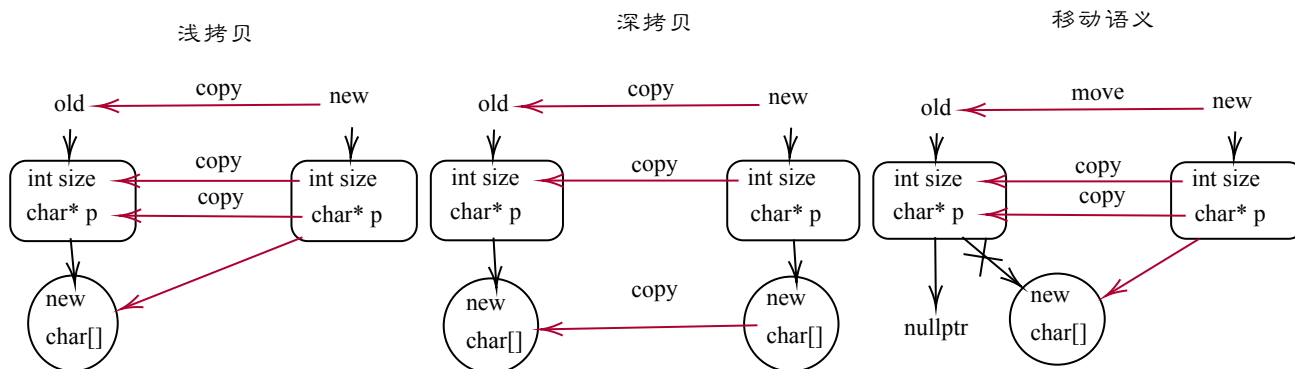 浅拷贝
old
copy
new
int size
char* p
copy
copy
int size
char* p
new
char[]
深拷贝
old
copy
new
int size
char* p
copy
int size
char* p
new
char[]
copy
new
char[]
移动语义
old
move
new
int size
char* p
copy
copy
int size
char* p
nullptr
new
char[]